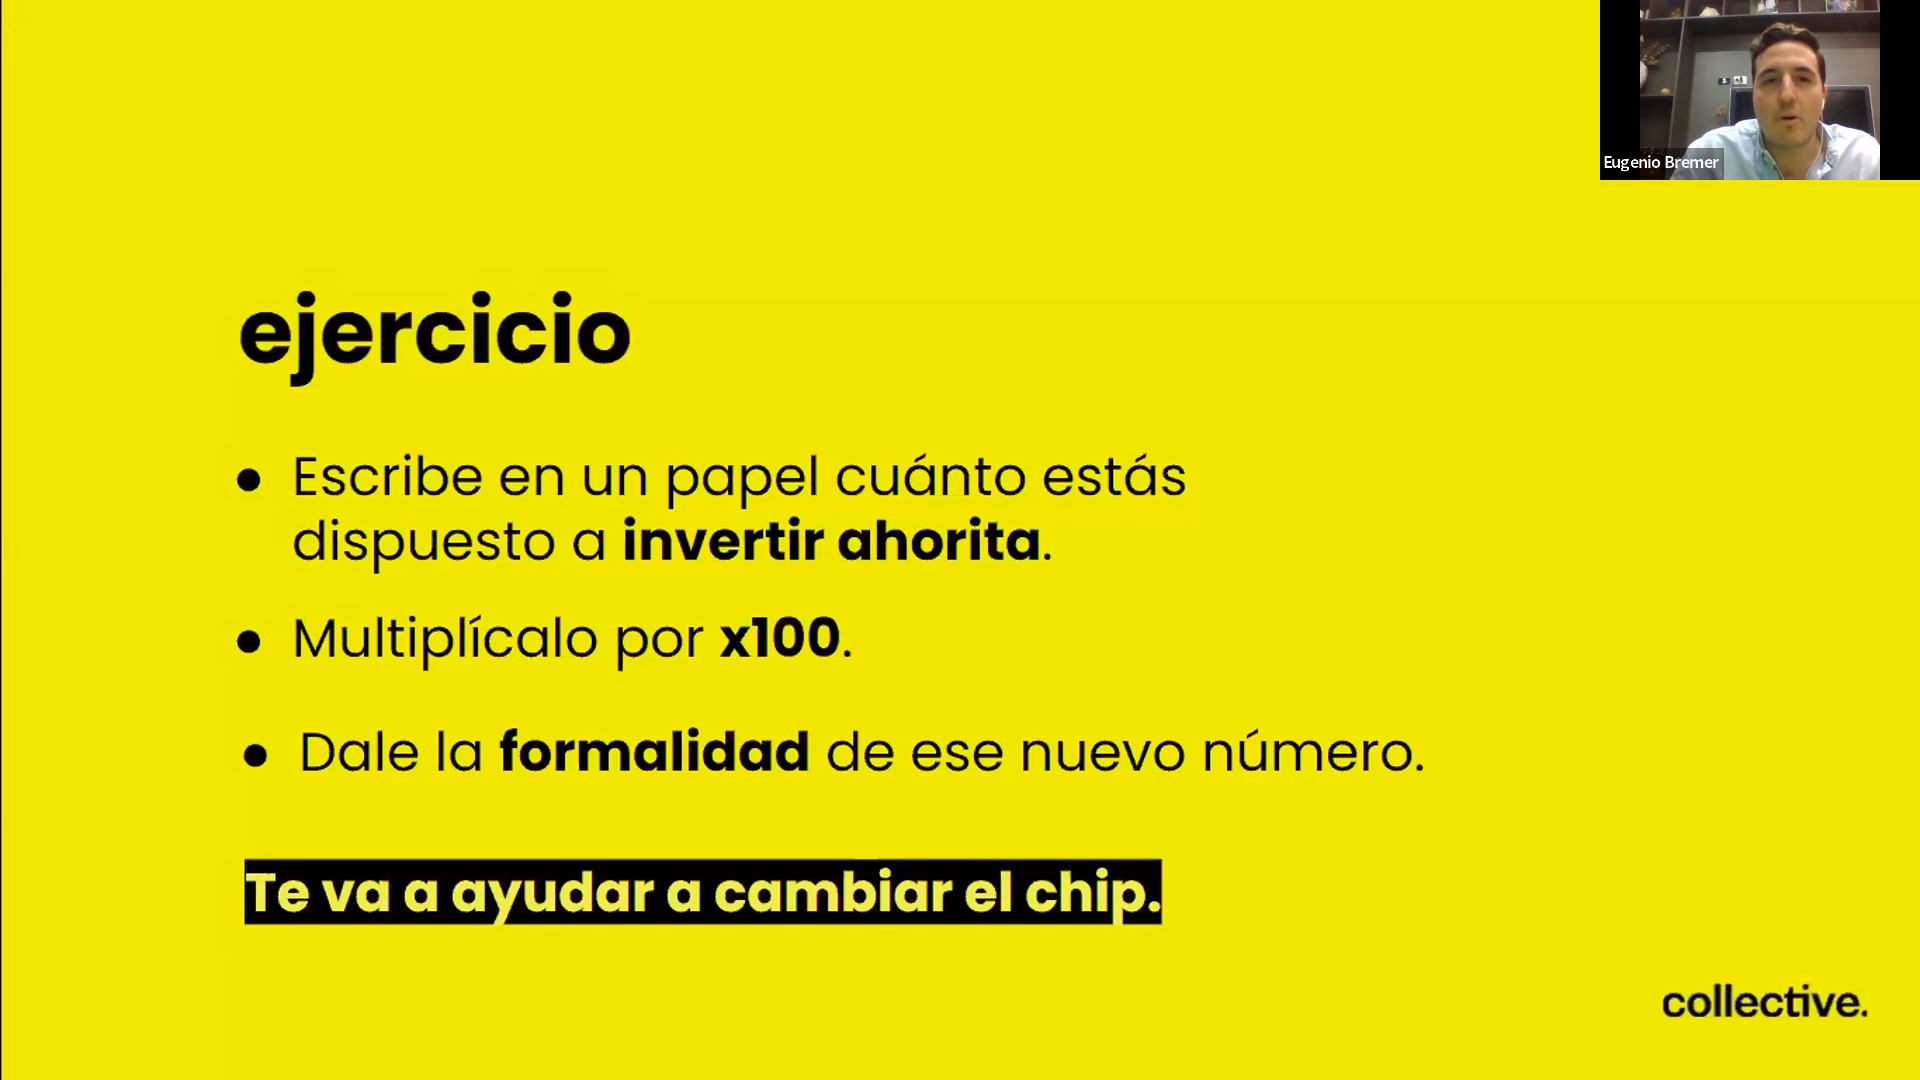 Eugenio Bremer
ejercicio
● Escribe en un papel cuánto estás
dispuesto a invertir ahorita.
● Multiplícalo por x100.
● Dale la formalidad de ese nuevo número.
Te va a ayudar a cambiar el chip.
collective.